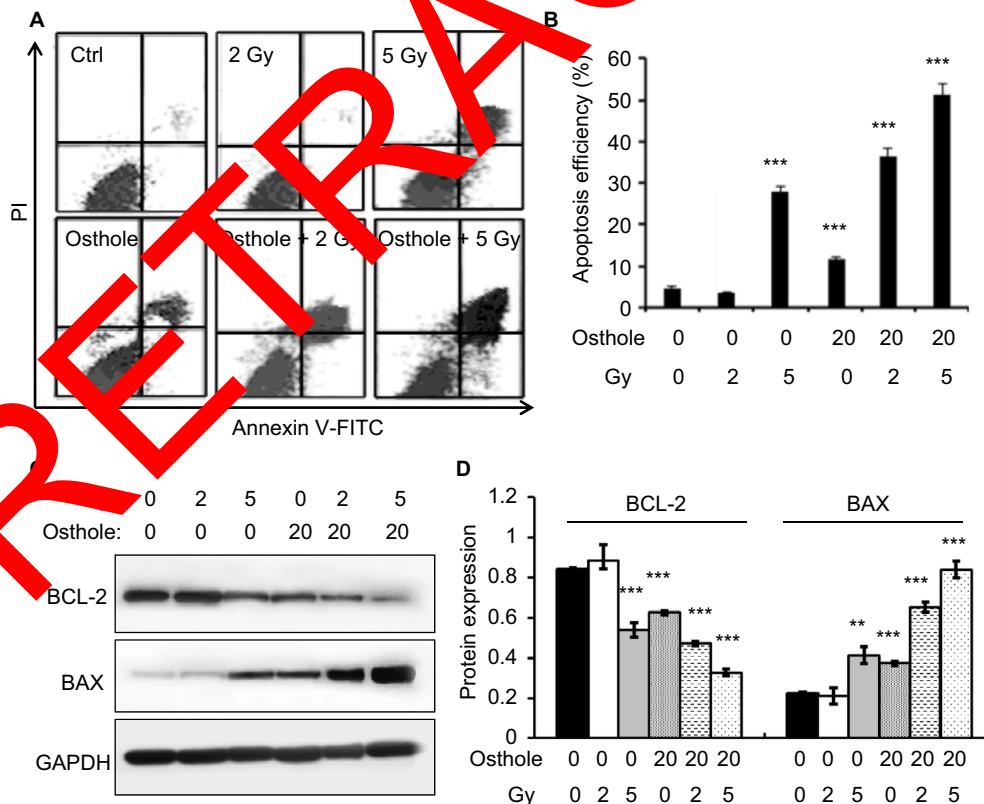 A
Ctrl
2 Gy
5 Gy
PI
Osthole
Osthole + 2 Gy
Osthole + 5 Gy
Annexin V-FITC
B
Apoptosis efficiency (%)
60
50
40
30
20
10
0
***
***
***
***
Osthole 0 0 0 20 20 20
Gy 0 2 5 0 2 5
0 2 5 0 2 5
Osthole: 0 0 0 20 20 20
BCL-2
BAX
GAPDH
D
Protein expression
1.2
1
0.8
0.6
0.4
0.2
0
BCL-2
BAX
***
***
***
***
**
***
***
***
Osthole 0 0 0 20 20 20 0 0 0 20 20 20
Gy 0 2 5 0 2 5 0 2 5 0 2 5